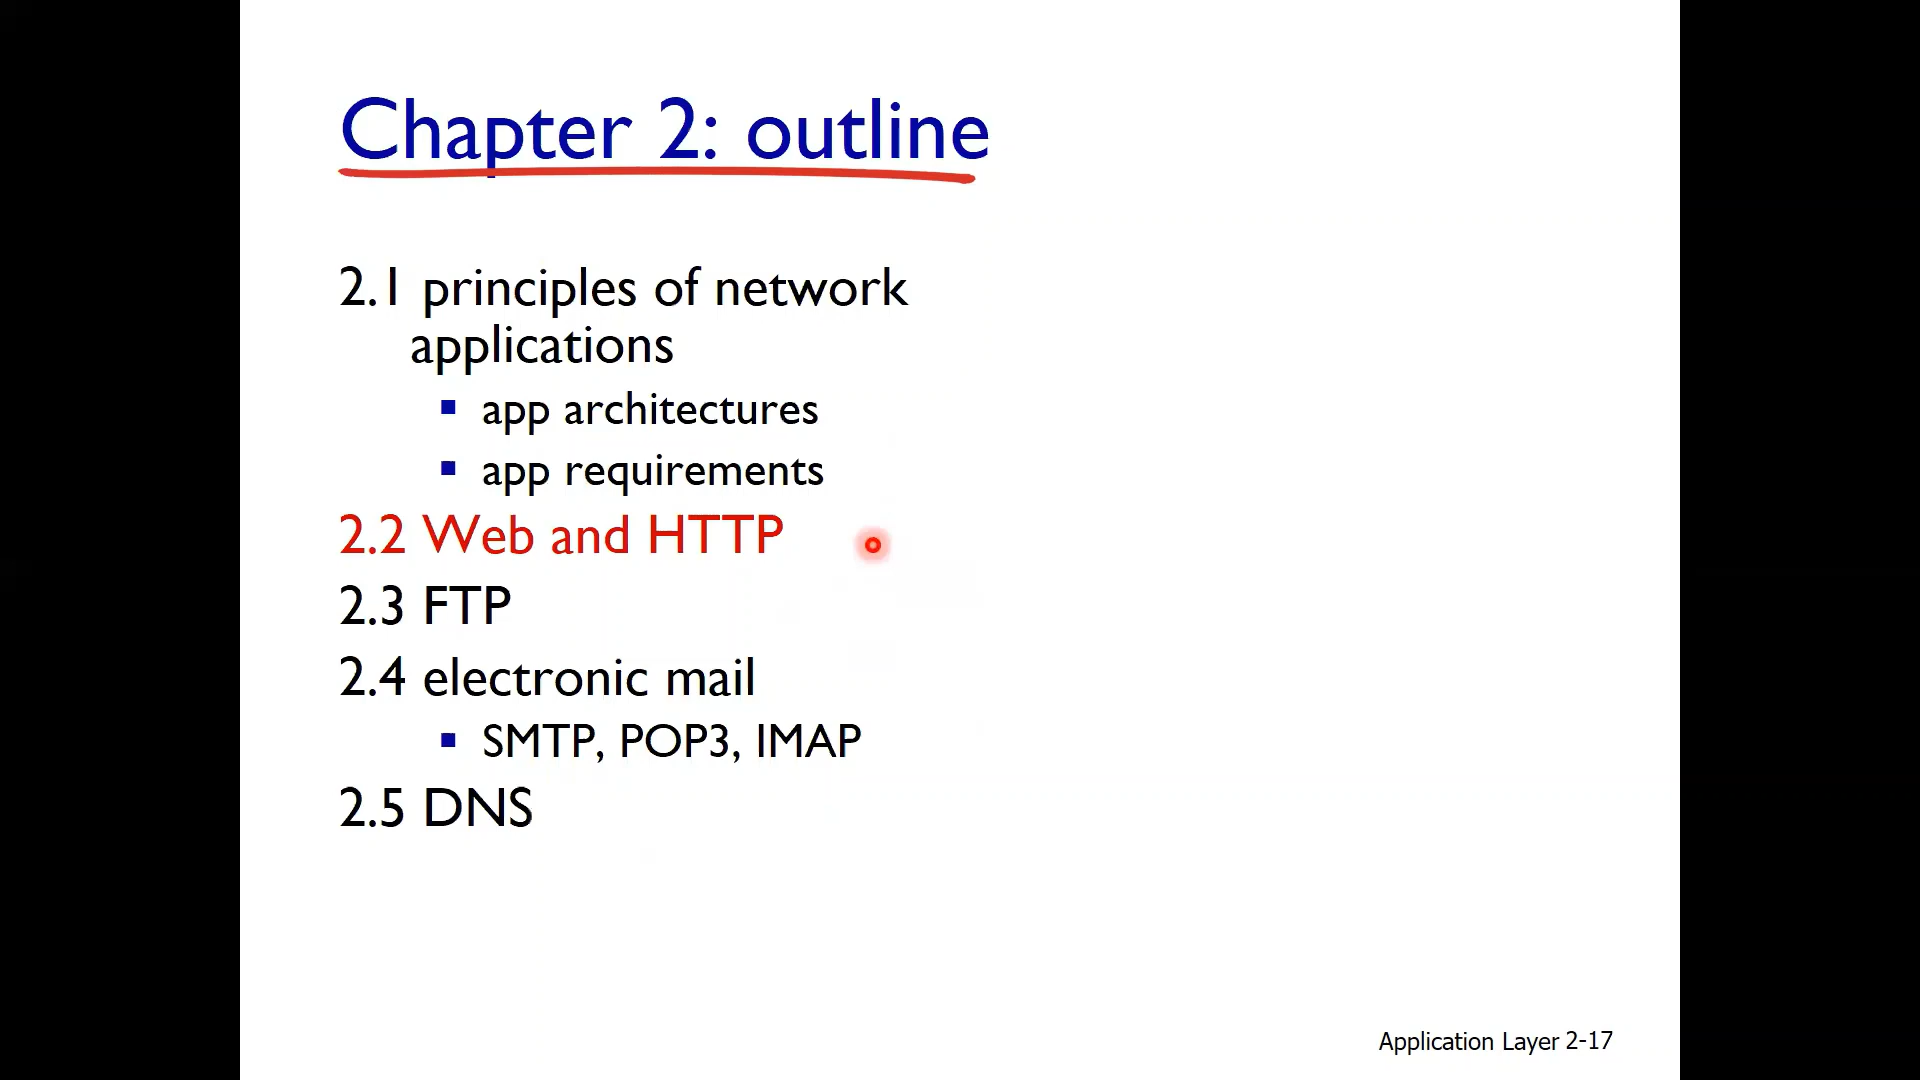 Chapter 2: outline
2.1 principles of network
applications
▪ app architectures
▪ app requirements
2.2 Web and HTTP
2.3 FTP
2.4 electronic mail
▪ SMTP, POP3, IMAP
2.5 DNS
Application Layer 2-17